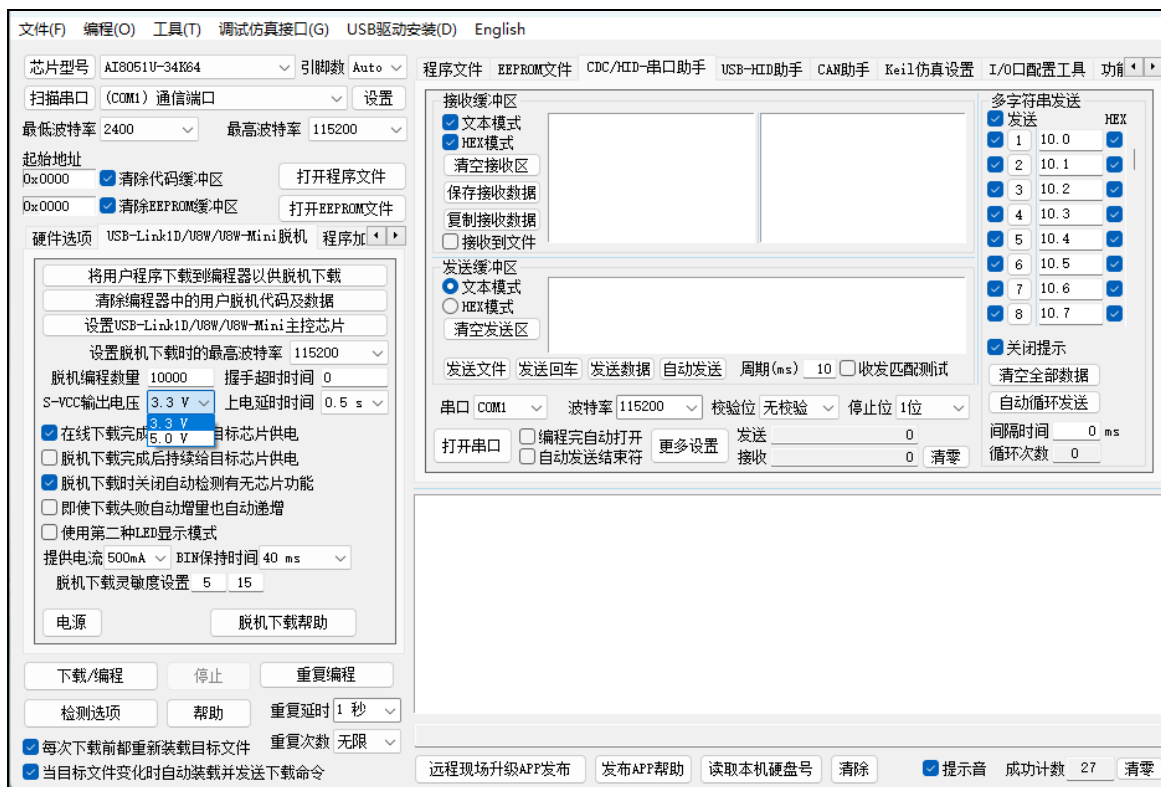 文件(F) 编程(O) 工具(T) 调试仿真接口(G) USB驱动安装(D) English
芯片型号 AI8051U-34K64 引脚数 Auto
扫描串口 (COM1) 通信端口 设置
最低波特率 2400 最高波特率 115200
起始地址
0x0000 清除代码缓冲区 打开程序文件
0x0000 清除EEPROM缓冲区 打开EEPROM文件
硬件选项 USB-Link1D/U8W/U8W-Mini脱机 程序加
将用户程序下载到编程器以供脱机下载
清除编程器中的用户脱机代码及数据
设置USB-Link1D/U8W/U8W-Mini主控芯片
设置脱机下载时的最高波特率 115200
脱机编程数量 10000 握手超时时间 0
S-VCC输出电压 3.3 V 上电延时时间 0.5 s
3.3 V
5.0 V
在线下载完成 目标芯片供电
脱机下载完成后持续给目标芯片供电
脱机下载时关闭自动检测有无芯片功能
即使下载失败自动增量也自动递增
使用第二种LED显示模式
提供电流 500mA BIN保持时间 40 ms
脱机下载灵敏度设置 5 15
电源 脱机下载帮助
下载/编程 停止 重复编程
检测选项 帮助 重复延时 1 秒
每次下载前都重新装载目标文件 重复次数 无限
当目标文件变化时自动装载并发送下载命令
程序文件 EEPROM文件 CDC/HID-串口助手 USB-HID助手 CAN助手 Keil仿真设置 I/O口配置工具
接收缓冲区
文本模式
HEX模式
清空接收区
保存接收数据
复制接收数据
接收到文件
发送缓冲区
文本模式
HEX模式
清空发送区
发送文件 发送回车 发送数据 自动发送 周期(ms) 10 收发匹配测试
串口 COM1 波特率 115200 校验位 无校验 停止位 1位
打开串口 编程完自动打开 自动发送结束符 更多设置 发送 0
接收 0 清零
多字符串发送
发送 HEX
1 10.0
2 10.1
3 10.2
4 10.3
5 10.4
6 10.5
7 10.6
8 10.7
关闭提示
清空全部数据
自动循环发送
间隔时间 0 ms
循环次数 0
远程现场升级APP发布 发布APP帮助 读取本机硬盘号 清除 提示音 成功计数 27 清零